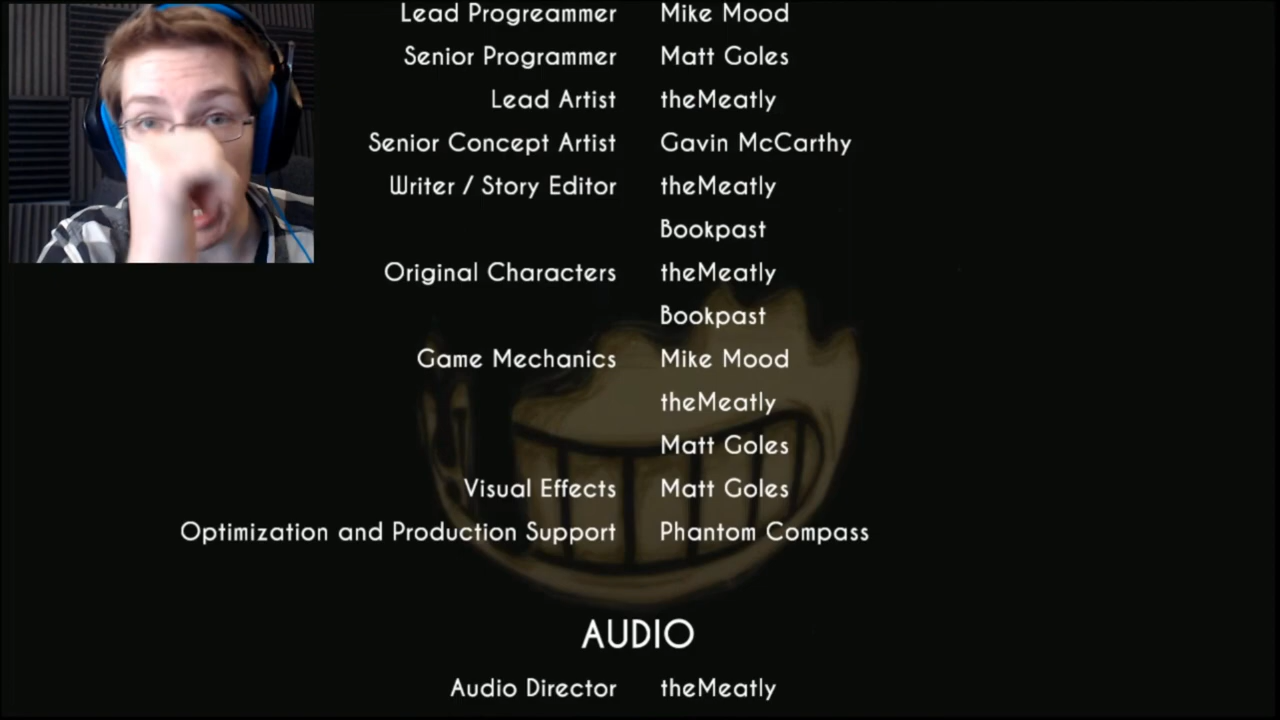 Lead Progreammer Mike Mood
Senior Programmer Matt Goles
Lead Artist theMeatly
Senior Concept Artist Gavin McCarthy
Writer / Story Editor theMeatly
Bookpast
Original Characters theMeatly
Bookpast
Game Mechanics Mike Mood
theMeatly
Matt Goles
Visual Effects Matt Goles
Optimization and Production Support Phantom Compass
AUDIO
Audio Director theMeatly